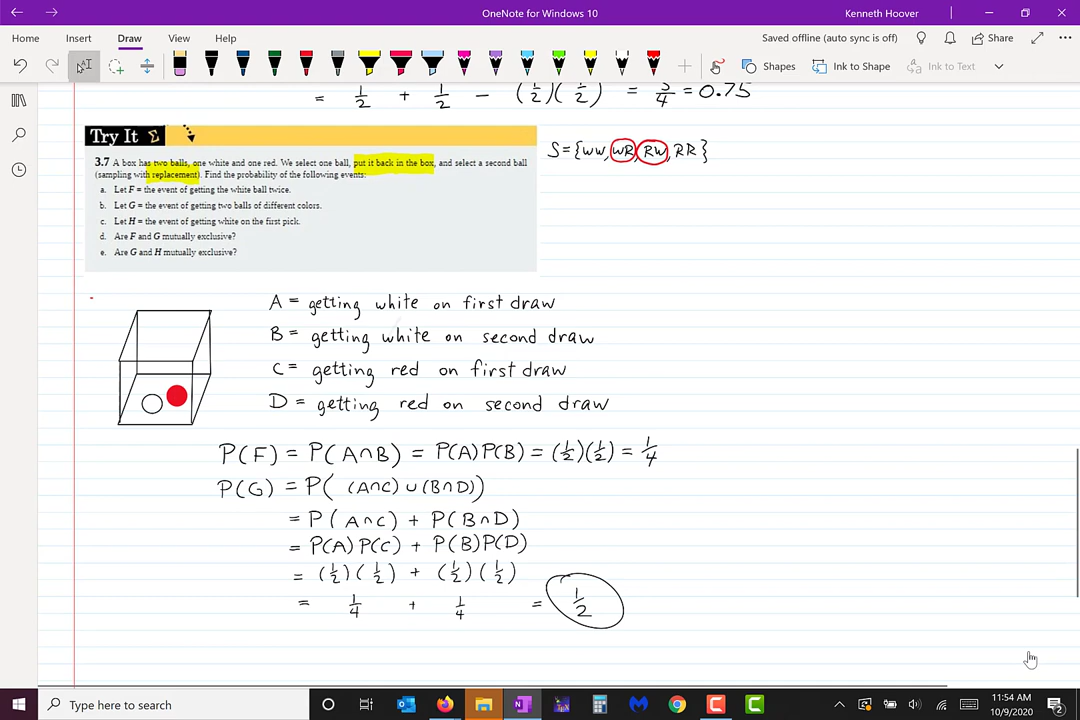 OneNote for Windows 10
Kenneth Hoover
Home Insert Draw View Help
Saved offline (auto sync is off) Share
Shapes Ink to Shape Ink to Text
= 1/2 + 1/2 − (1/2)(1/2) = 3/4 = 0.75
Try It Σ
3.7 A box has two balls, one white and one red. We select one ball, put it back in the box, and select a second ball
(sampling with replacement). Find the probability of the following events:
a. Let F = the event of getting the white ball twice.
b. Let G = the event of getting two balls of different colors.
c. Let H = the event of getting white on the first pick.
d. Are F and G mutually exclusive?
e. Are G and H mutually exclusive?
S={WW, WR, RW, RR}
A = getting white on first draw
B = getting white on second draw
C = getting red on first draw
D = getting red on second draw
P(F) = P(A∩B) = P(A)P(B) = (1/2)(1/2) = 1/4
P(G) = P( (A∩C) ∪ (B∩D))
= P(A∩C) + P(B∩D)
= P(A)P(C) + P(B)P(D)
= (1/2)(1/2) + (1/2)(1/2)
= 1/4 + 1/4 = 1/2
Type here to search
11:54 AM
10/9/2020
2